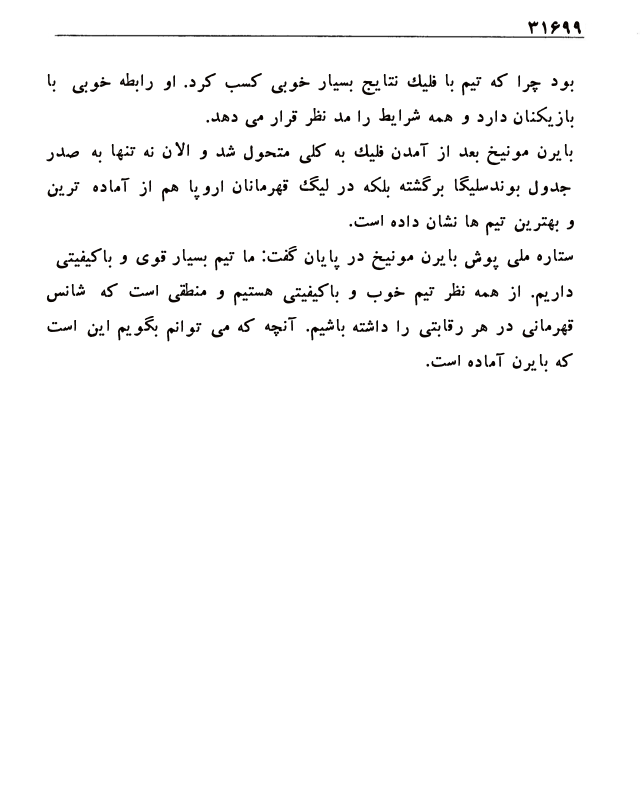 ۳۱۶۹۹
بود چرا که تیم با فلیك نتایج بسیار خوبی کسب کرد. او رابطه خوبی با
بازیکنان دارد و همه شرایط را مد نظر قرار می دهد.
بایرن مونیخ بعد از آمدن فلیك به کلی متحول شد و الان نه تنها به صدر
جدول بوندسلیگا برگشته بلکه در لیگ قهرمانان اروپا هم از آماده ترین
و بهترین تیم ها نشان داده است.
ستاره ملی پوش بایرن مونیخ در پایان گفت: ما تیم بسیار قوی و باکیفیتی
داریم. از همه نظر تیم خوب و باکیفیتی هستیم و منطقی است که شانس
قهرمانی در هر رقابتی را داشته باشیم. آنچه که می توانم بگویم این است
که بایرن آماده است.